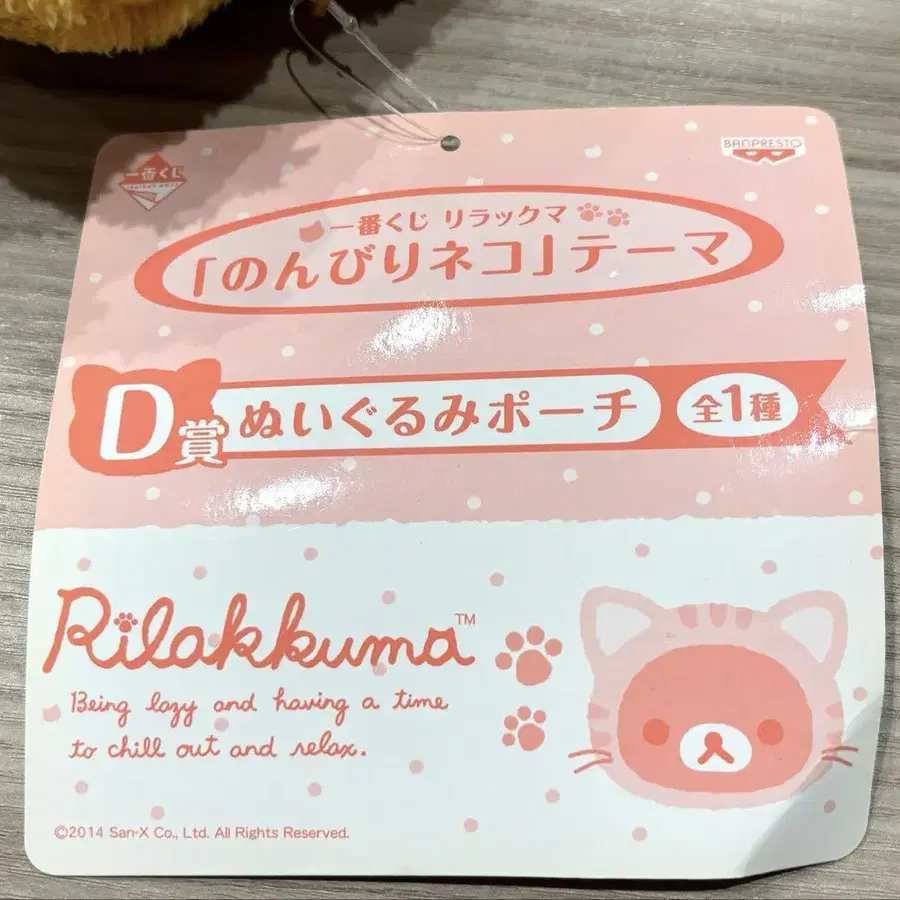 一番くじ
BANPRESTO
一番くじ リラックマ
「のんびりネコ」テーマ
D賞 ぬいぐるみポーチ 全1種
Rilakkuma™
Being lazy and having a time
to chill out and relax.
©2014 San-X Co., Ltd. All Rights Reserved.